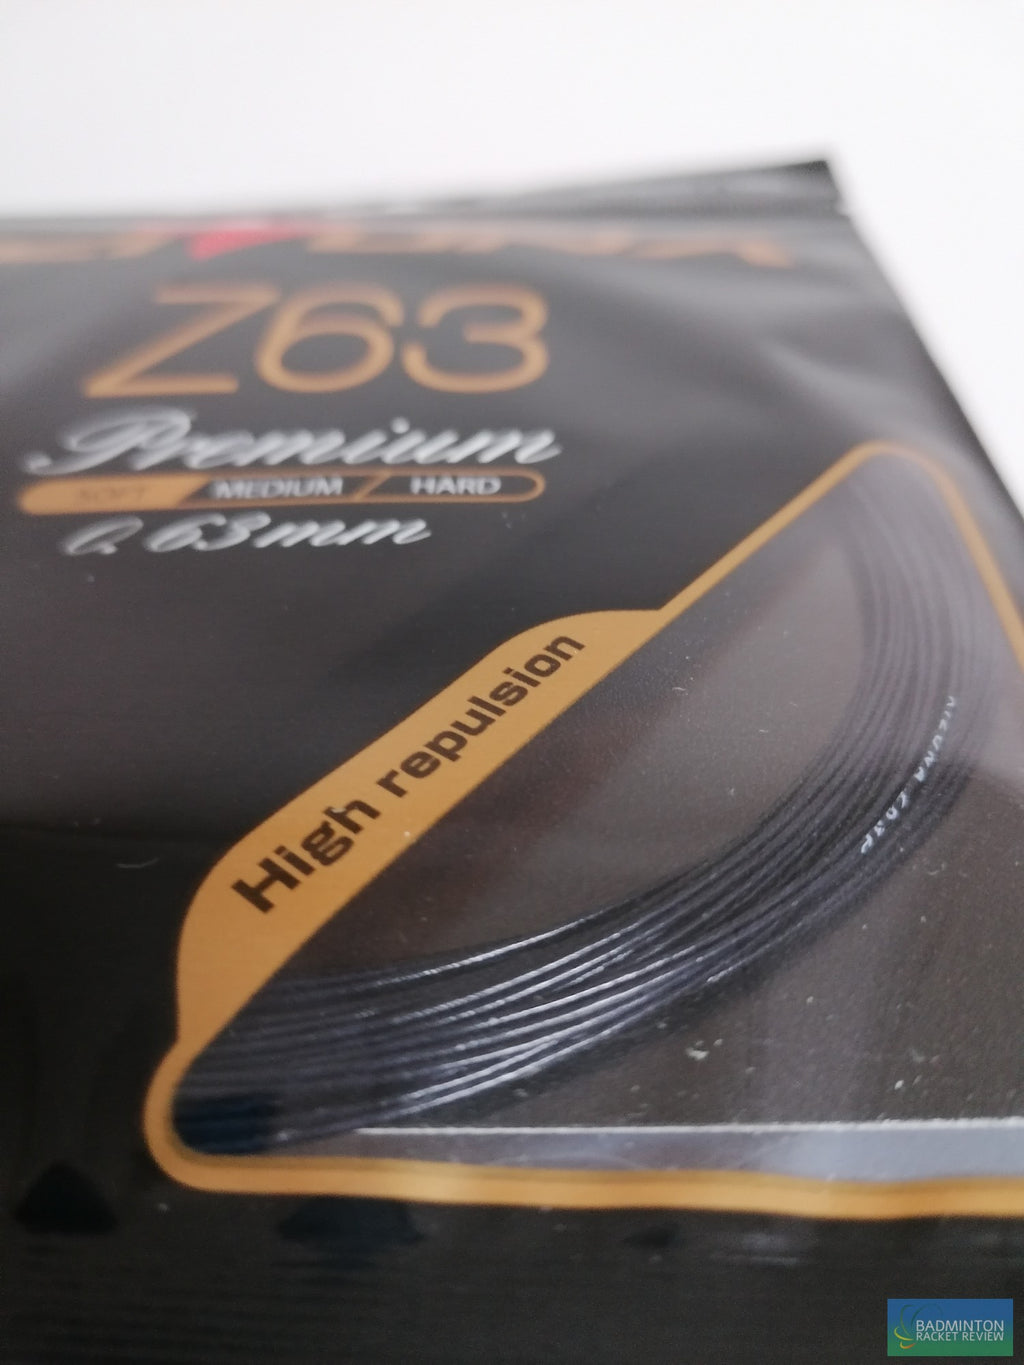 Z63
Premium
SOFT MEDIUM HARD
0.63mm
High repulsion
BADMINTON
RACKET REVIEW